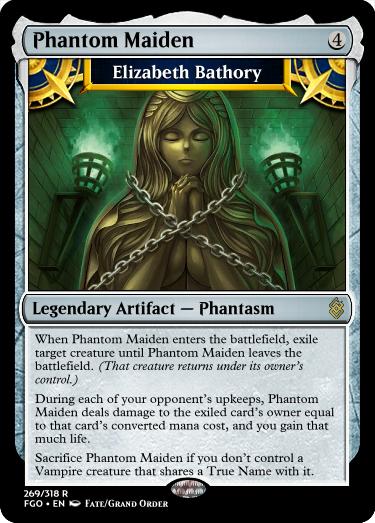 Phantom Maiden 4
Elizabeth Bathory
Legendary Artifact — Phantasm
When Phantom Maiden enters the battlefield, exile
target creature until Phantom Maiden leaves the
battlefield. (That creature returns under its owner's
control.)
During each of your opponent's upkeeps, Phantom
Maiden deals damage to the exiled card's owner equal
to that card's converted mana cost, and you gain that
much life.
Sacrifice Phantom Maiden if you don't control a
Vampire creature that shares a True Name with it.
269/318 R
FGO • EN Fate/Grand Order